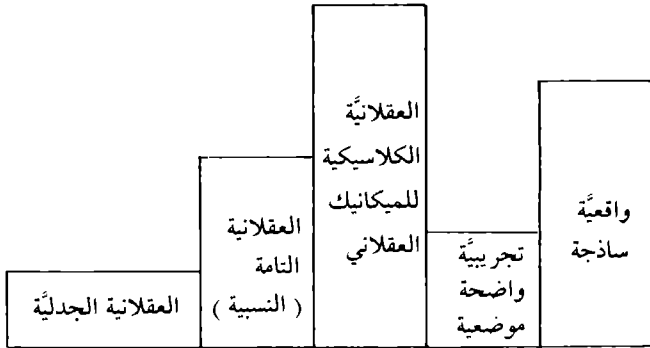 واقعيَّة
ساذجة
تجريبيَّة
واضحة
موضعية
العقلانيَّة
الكلاسيكية
للميكانيك
العقلاني
العقلانية
التامة
( النسبية )
العقلانية الجدليَّة